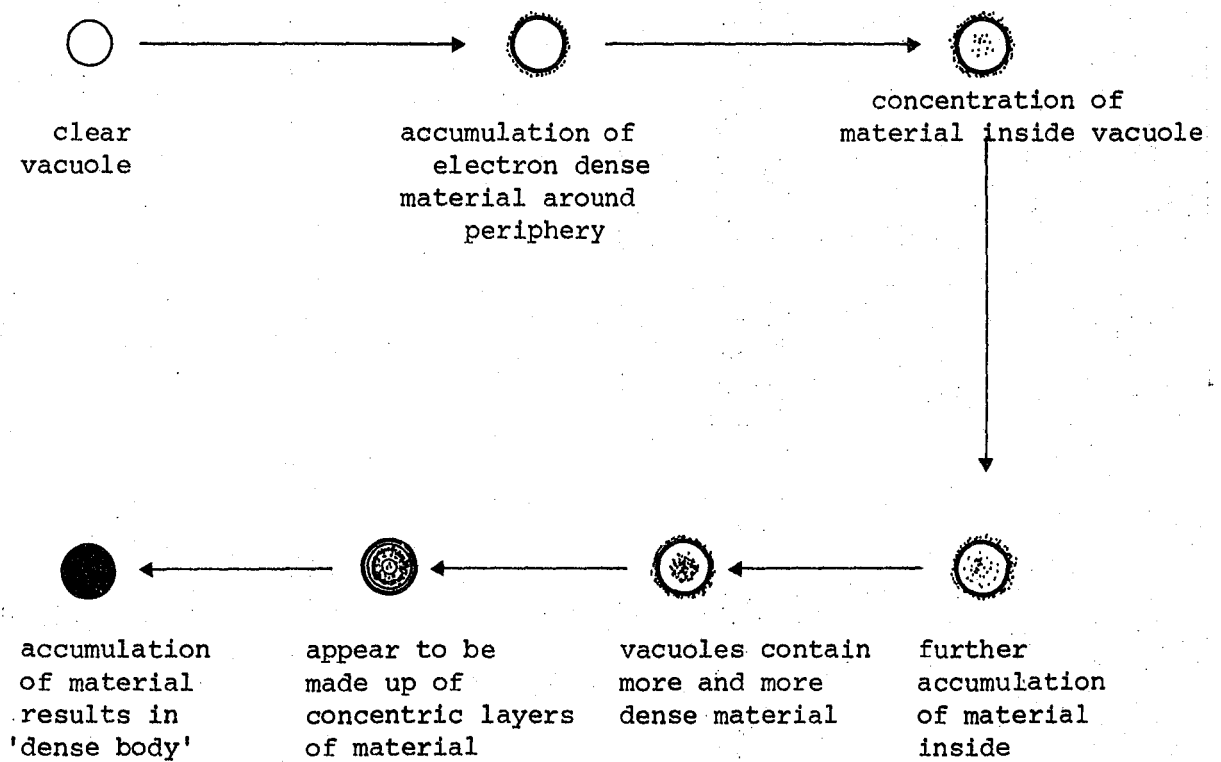 clear
vacuole
accumulation of
electron dense
material around
periphery
concentration of
material inside vacuole
further
accumulation
of material
inside
vacuoles contain
more and more
dense material
appear to be
made up of
concentric layers
of material
accumulation
of material
results in
'dense body'